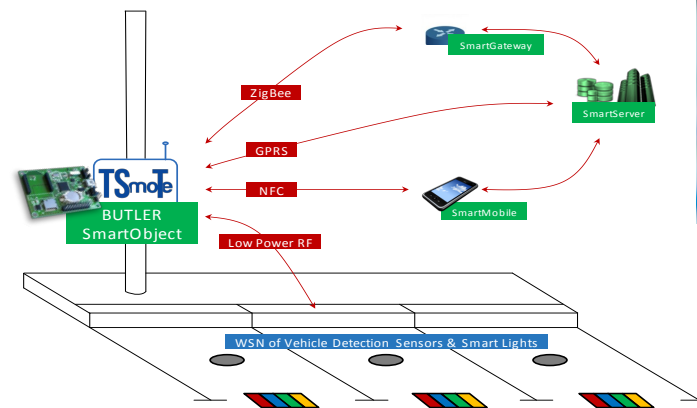 SmartGateway
ZigBee
SmartServer
GPRS
TSmoTe
NFC
BUTLER
SmartObject
SmartMobile
Low Power RF
WSN of Vehicle Detection Sensors & Smart Lights